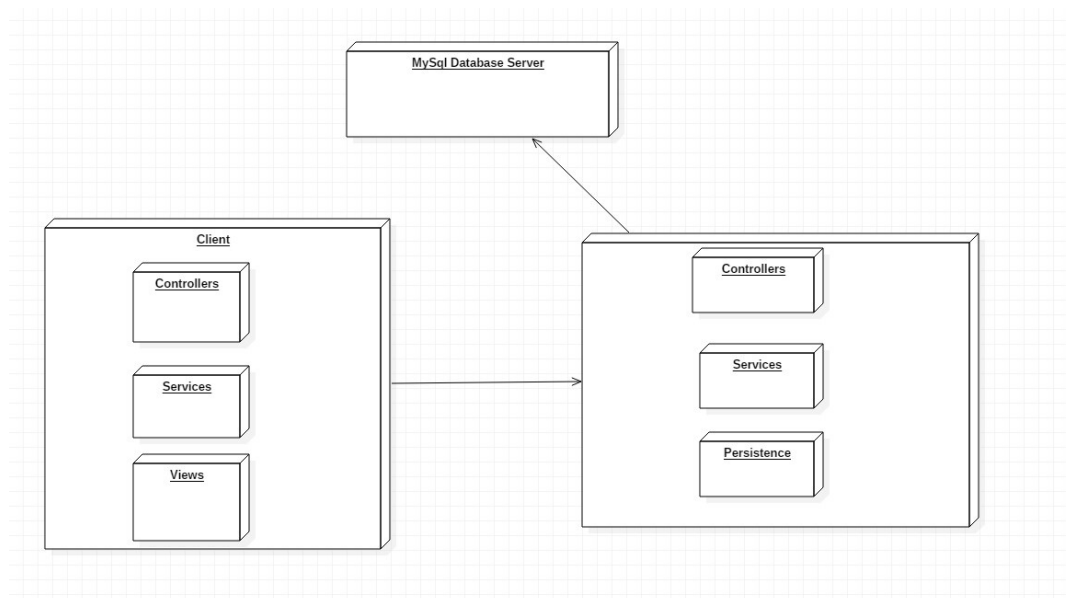 MySql Database Server
Client
Controllers
Services
Views
Controllers
Services
Persistence